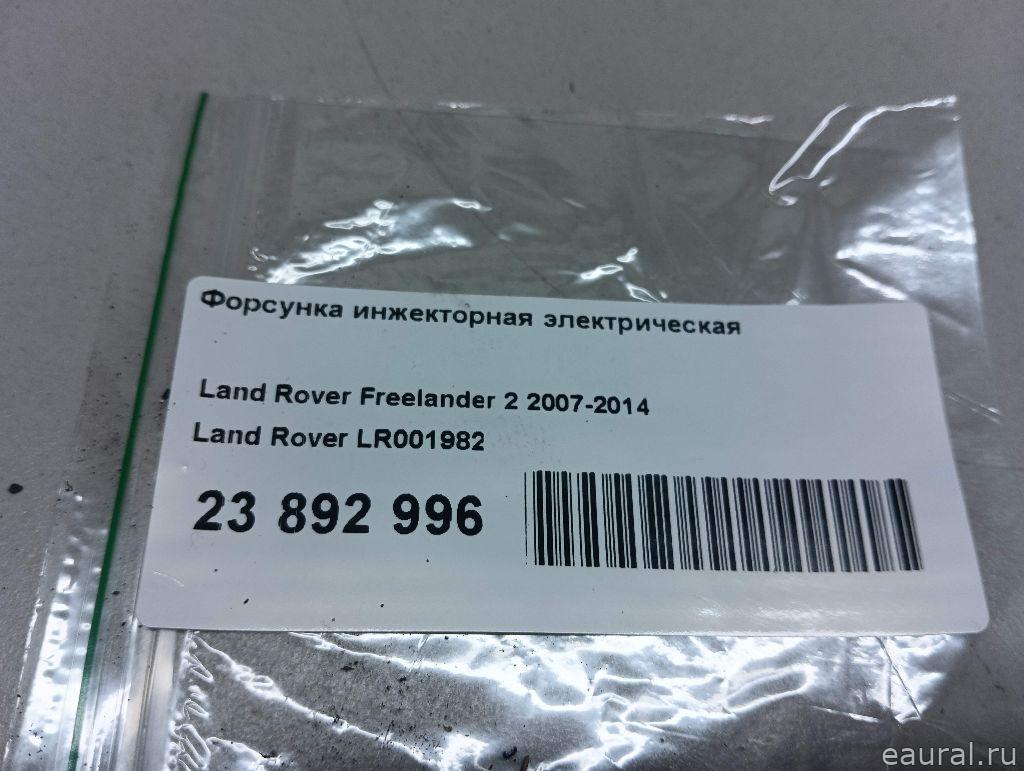 Форсунка инжекторная электрическая
Land Rover Freelander 2 2007-2014
Land Rover LR001982
23 892 996
eaural.ru